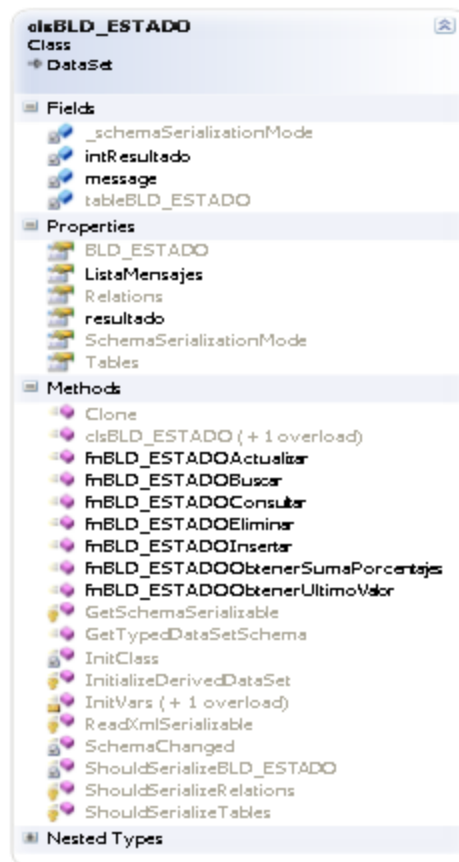 clsBLD_ESTADO
Class
DataSet
Fields
_schemaSerializationMode
intResultado
message
tableBLD_ESTADO
Properties
BLD_ESTADO
ListaMensajes
Relations
resultado
SchemaSerializationMode
Tables
Methods
Clone
clsBLD_ESTADO (+ 1 overload)
fnBLD_ESTADOActualizar
fnBLD_ESTADOBuscar
fnBLD_ESTADOConsultar
fnBLD_ESTADOEliminar
fnBLD_ESTADOInsertar
fnBLD_ESTADOObtenerSumaPorcentajes
fnBLD_ESTADOObtenerUltimoValor
GetSchemaSerializable
GetTypedDataSetSchema
InitClass
InitializeDerivedDataSet
InitVars (+ 1 overload)
ReadXmlSerializable
SchemaChanged
ShouldSerializeBLD_ESTADO
ShouldSerializeRelations
ShouldSerializeTables
Nested Types